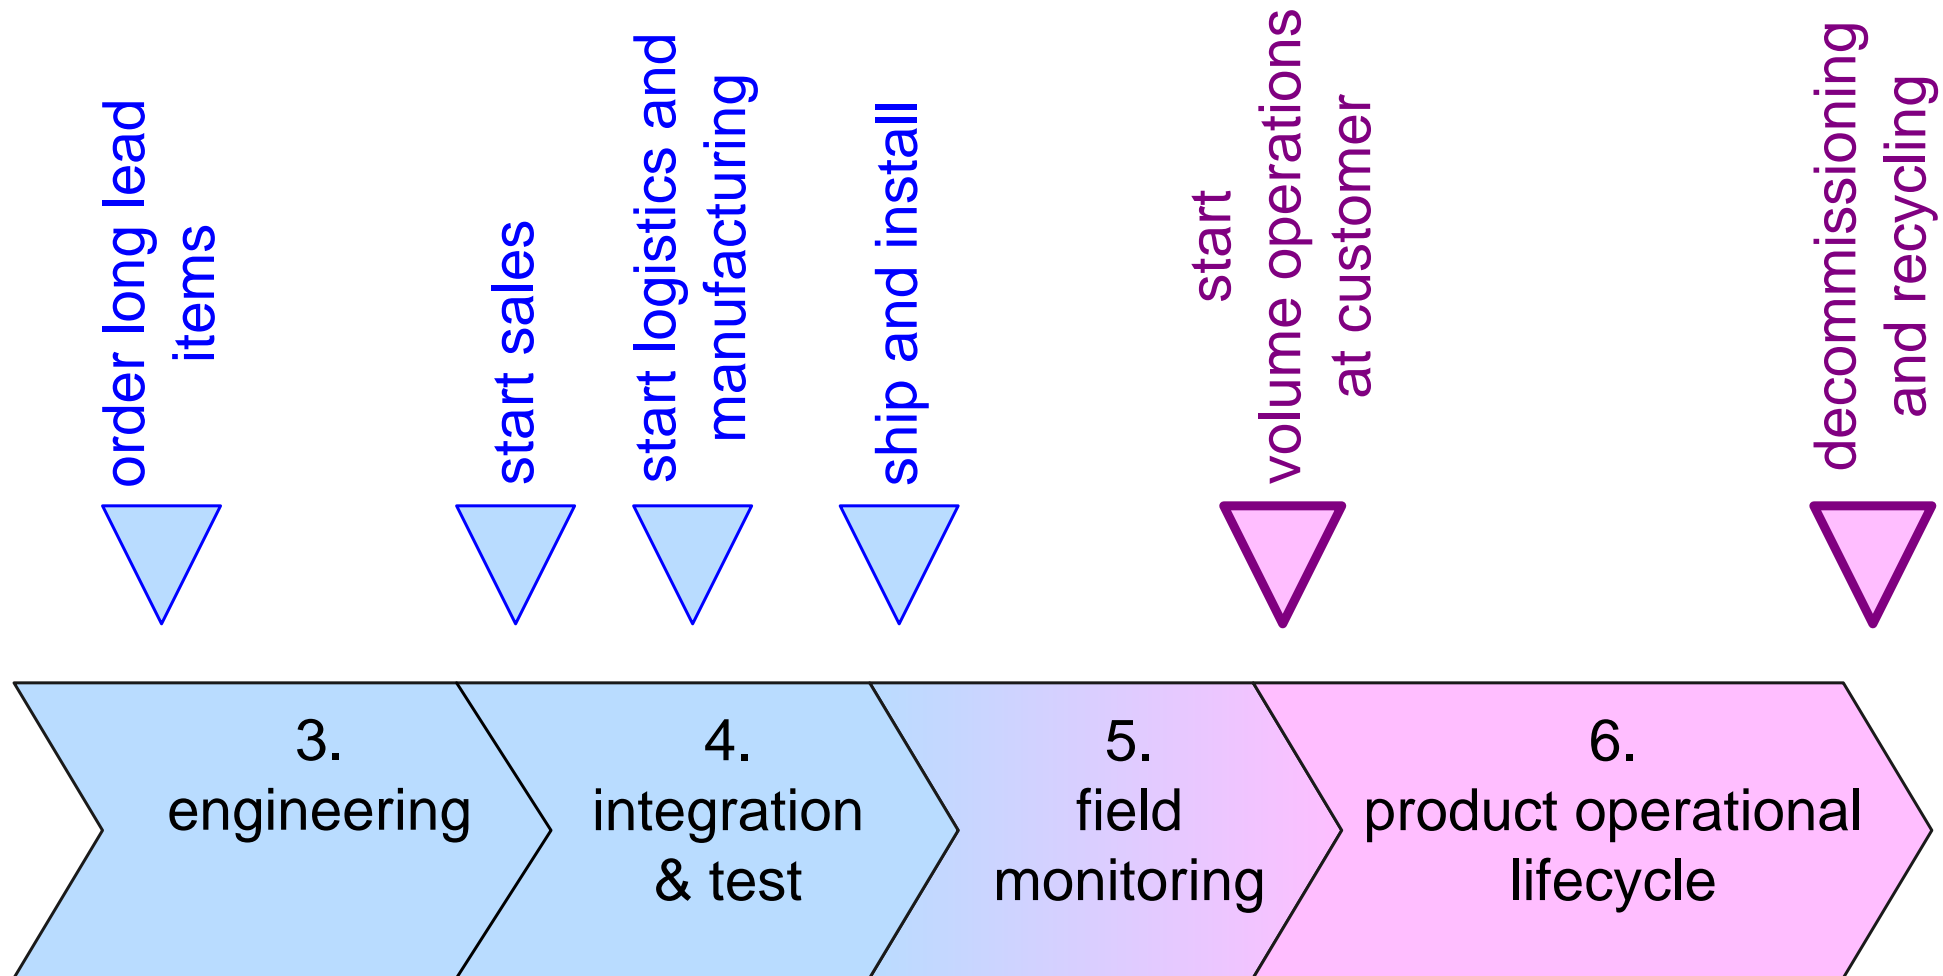 order long lead
items
start sales
start logistics and
manufacturing
ship and install
start
volume operations
at customer
decommissioning
and recycling
3.
engineering
4.
integration
& test
5.
field
monitoring
6.
product operational
lifecycle